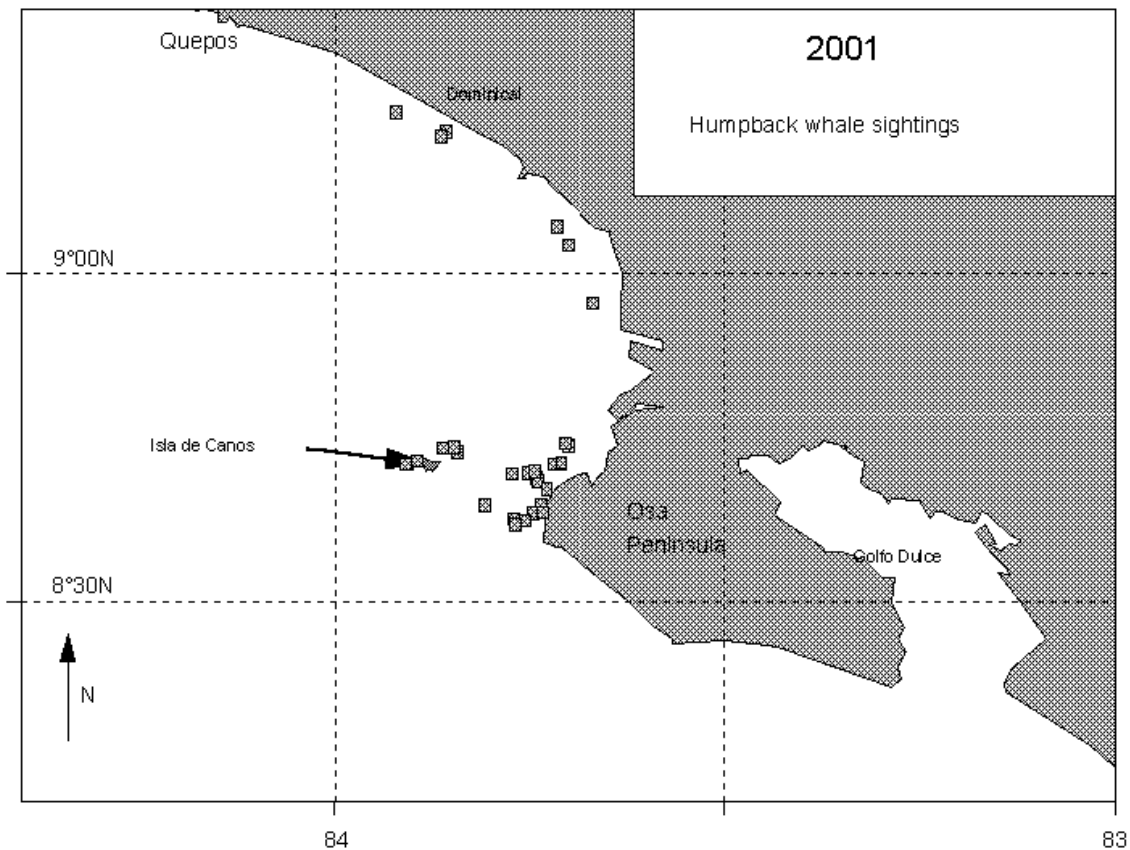 2001
Quepos
Dominical
Humpback whale sightings
9°00N
Isla de Canos
Osa
Peninsula
Golfo Dulce
8°30N
N
84
83